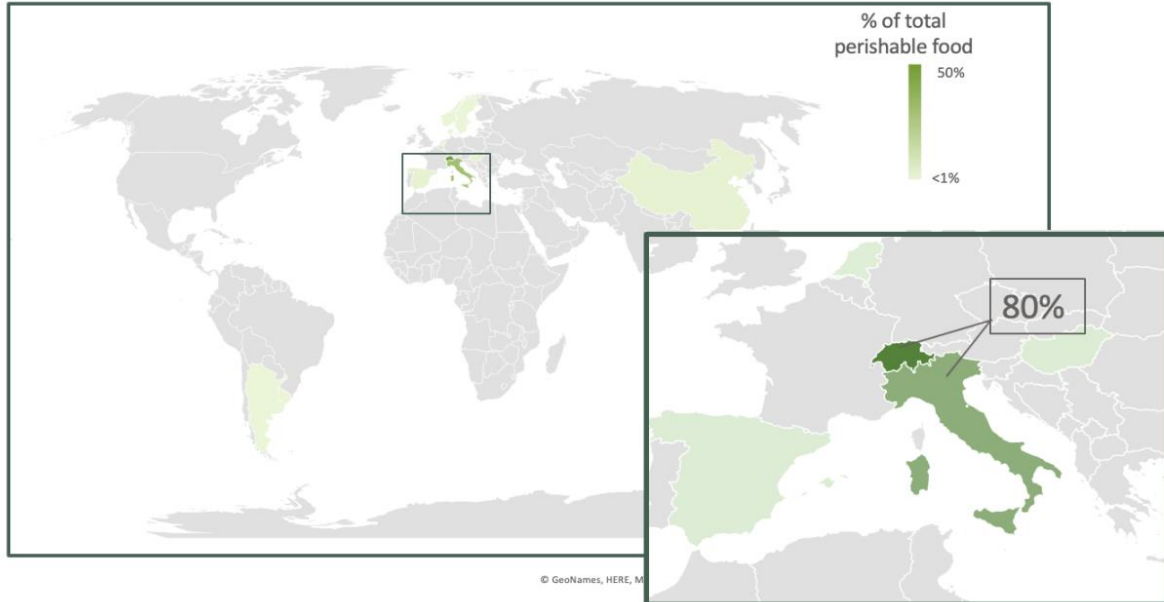 % of total
perishable food
50%
<1%
80%
© GeoNames, HERE, M